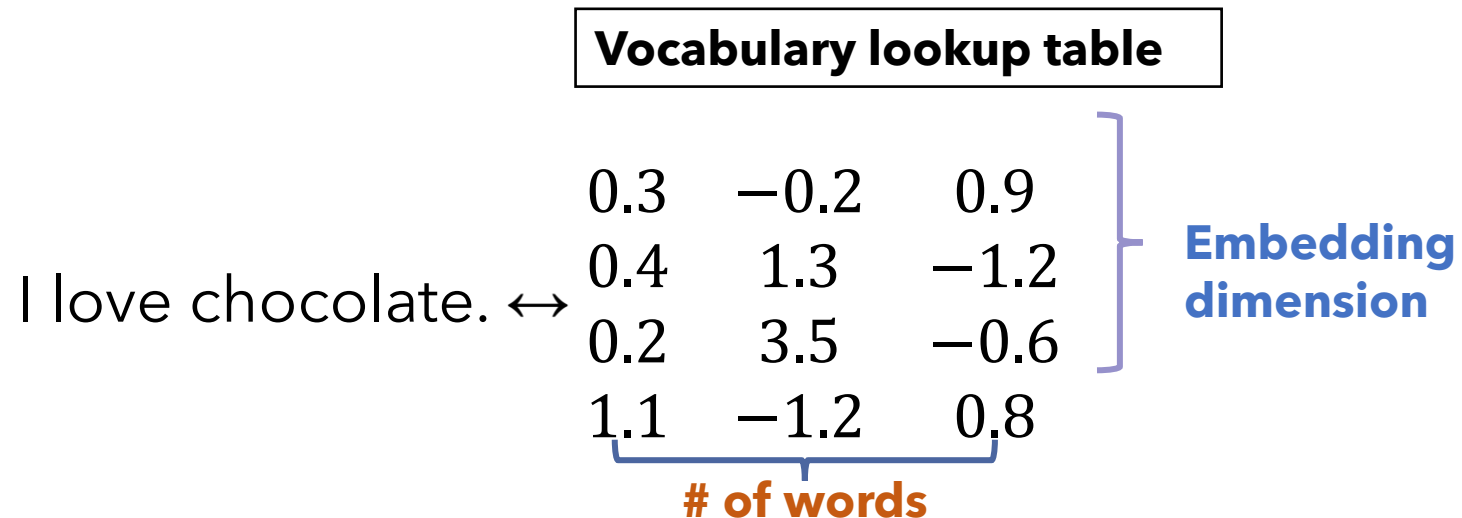 Vocabulary lookup table
0.3 −0.2 0.9
0.4 1.3 −1.2
I love chocolate. ↔
0.2 3.5 −0.6
1.1 −1.2 0.8
Embedding
dimension
# of words